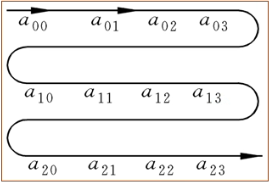 a₀₀ a₀₁ a₀₂ a₀₃
a₁₀ a₁₁ a₁₂ a₁₃
a₂₀ a₂₁ a₂₂ a₂₃